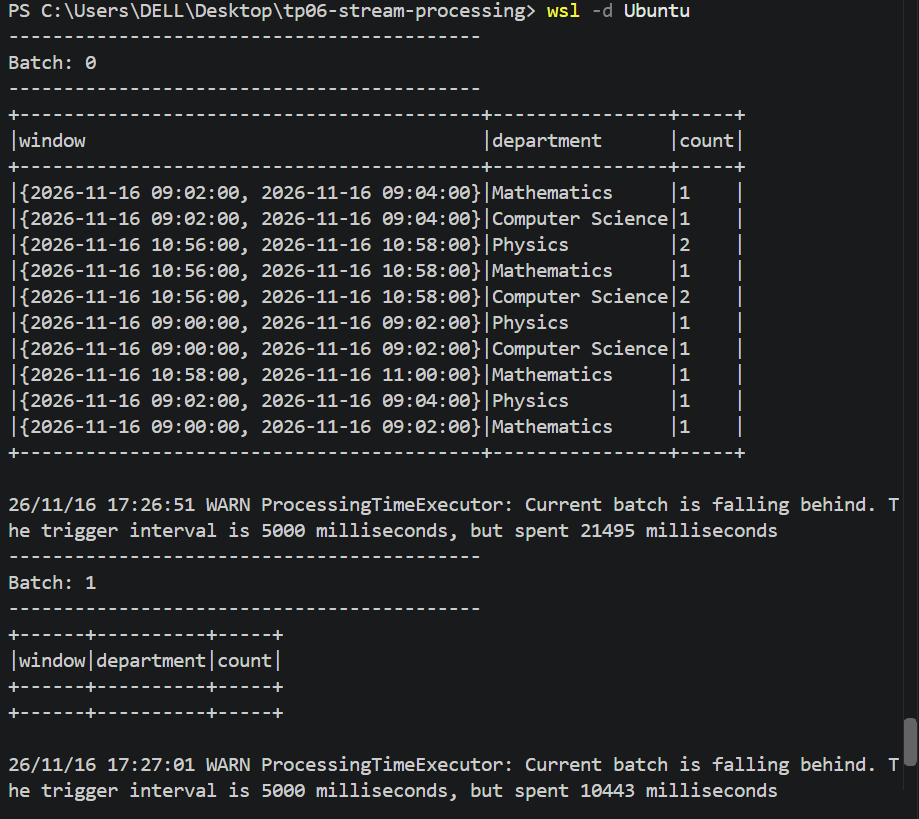 PS C:\Users\DELL\Desktop\tp06-stream-processing> wsl -d Ubuntu
-------------------------------------------
Batch: 0
-------------------------------------------
+------------------------------------------+----------------+-----+
|window                                    |department      |count|
+------------------------------------------+----------------+-----+
|{2026-11-16 09:02:00, 2026-11-16 09:04:00}|Mathematics     |1    |
|{2026-11-16 09:02:00, 2026-11-16 09:04:00}|Computer Science|1    |
|{2026-11-16 10:56:00, 2026-11-16 10:58:00}|Physics         |2    |
|{2026-11-16 10:56:00, 2026-11-16 10:58:00}|Mathematics     |1    |
|{2026-11-16 10:56:00, 2026-11-16 10:58:00}|Computer Science|2    |
|{2026-11-16 09:00:00, 2026-11-16 09:02:00}|Physics         |1    |
|{2026-11-16 09:00:00, 2026-11-16 09:02:00}|Computer Science|1    |
|{2026-11-16 10:58:00, 2026-11-16 11:00:00}|Mathematics     |1    |
|{2026-11-16 09:02:00, 2026-11-16 09:04:00}|Physics         |1    |
|{2026-11-16 09:00:00, 2026-11-16 09:02:00}|Mathematics     |1    |
+------------------------------------------+----------------+-----+
26/11/16 17:26:51 WARN ProcessingTimeExecutor: Current batch is falling behind. T
he trigger interval is 5000 milliseconds, but spent 21495 milliseconds
-------------------------------------------
Batch: 1
-------------------------------------------
+------+----------+-----+
|window|department|count|
+------+----------+-----+
+------+----------+-----+
26/11/16 17:27:01 WARN ProcessingTimeExecutor: Current batch is falling behind. T
he trigger interval is 5000 milliseconds, but spent 10443 milliseconds